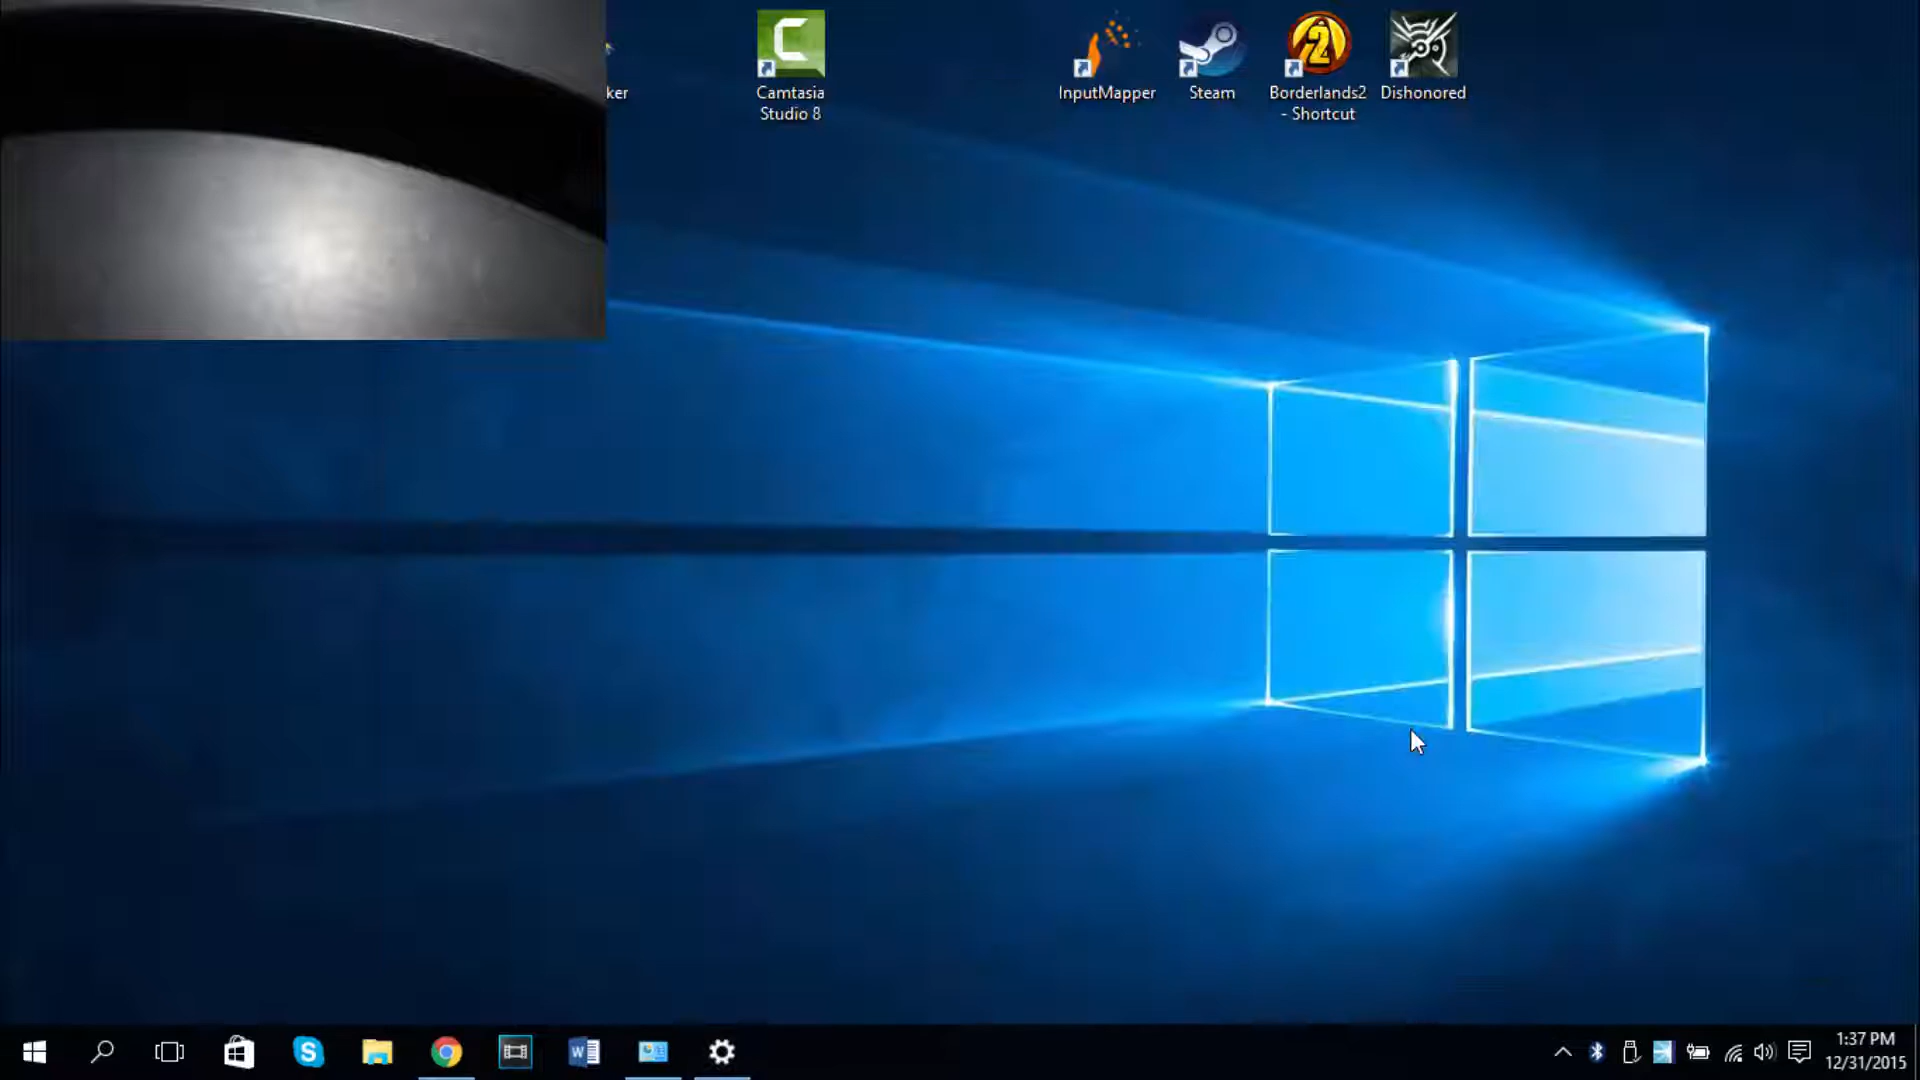 ker
Camtasia
Studio 8
InputMapper
Steam
Borderlands2
- Shortcut
Dishonored
1:37 PM
12/31/2015